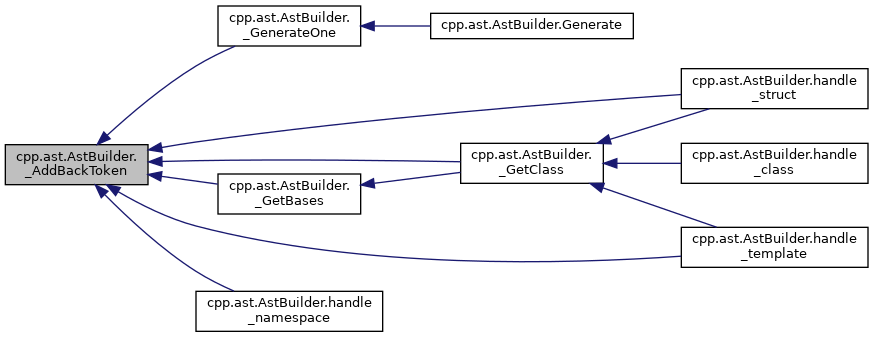 cpp.ast.AstBuilder.
_GenerateOne
cpp.ast.AstBuilder.Generate
cpp.ast.AstBuilder.handle
_struct
cpp.ast.AstBuilder.
_AddBackToken
cpp.ast.AstBuilder.
_GetClass
cpp.ast.AstBuilder.handle
_class
cpp.ast.AstBuilder.
_GetBases
cpp.ast.AstBuilder.handle
_template
cpp.ast.AstBuilder.handle
_namespace